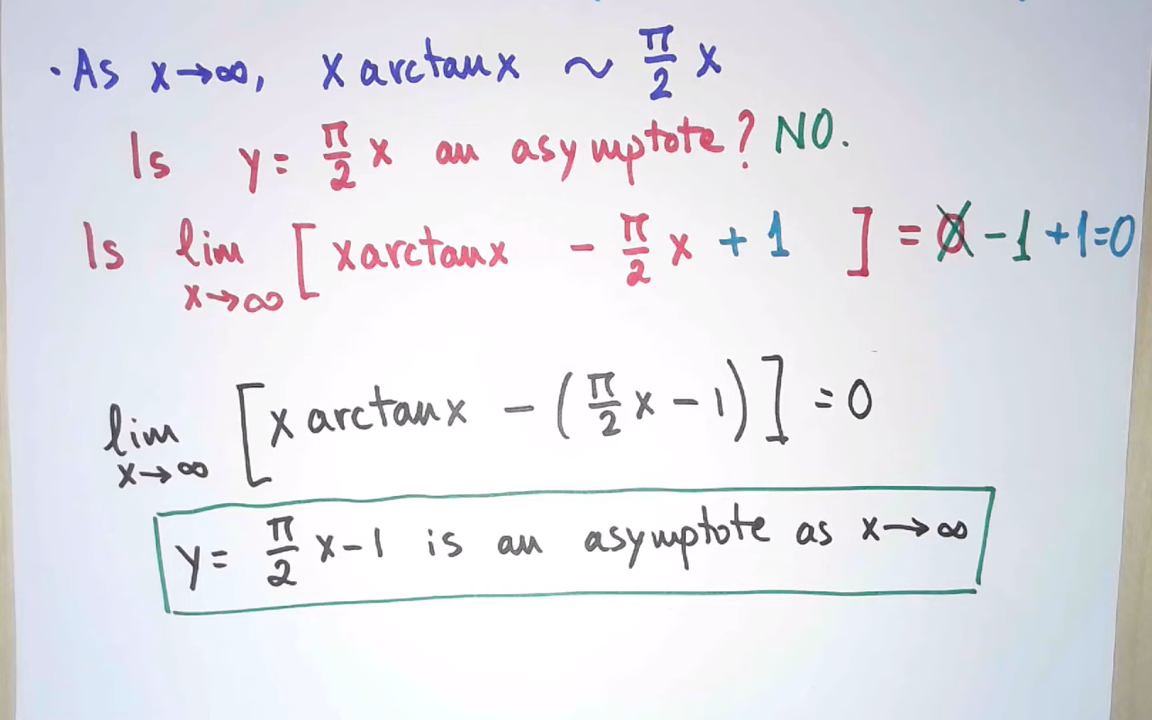 · As x→∞, x arctan x ~ π/2 x
Is y = π/2 x an asymptote? NO.
Is lim x→∞ [ x arctan x - π/2 x + 1 ] = 0 - 1 + 1 = 0
lim x→∞ [ x arctan x - ( π/2 x - 1 ) ] = 0
y = π/2 x - 1 is an asymptote as x → ∞